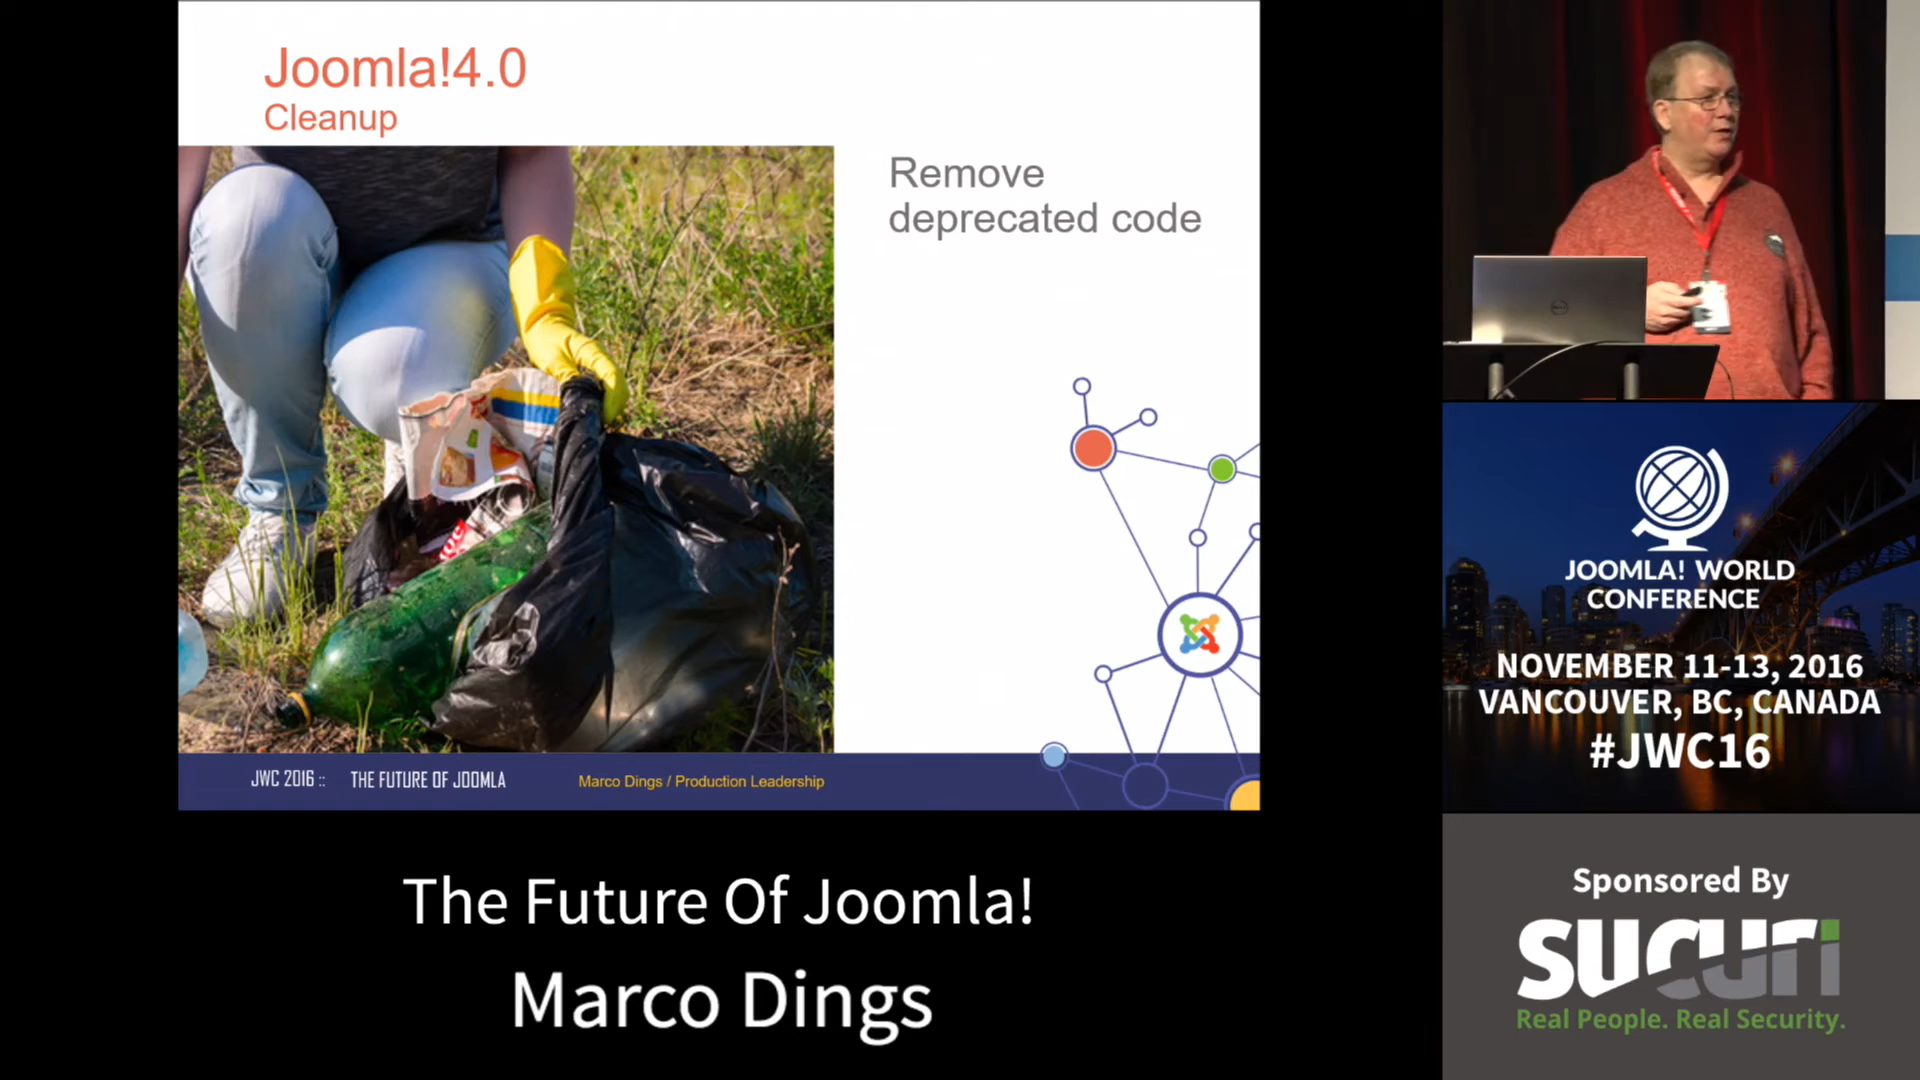 Joomla!4.0
Cleanup
Remove
deprecated code
JWC 2016 :: THE FUTURE OF JOOMLA Marco Dings / Production Leadership
The Future Of Joomla!
Marco Dings
JOOMLA! WORLD
CONFERENCE
NOVEMBER 11-13, 2016
VANCOUVER, BC, CANADA
#JWC16
Sponsored By
SUCURI
Real People. Real Security.